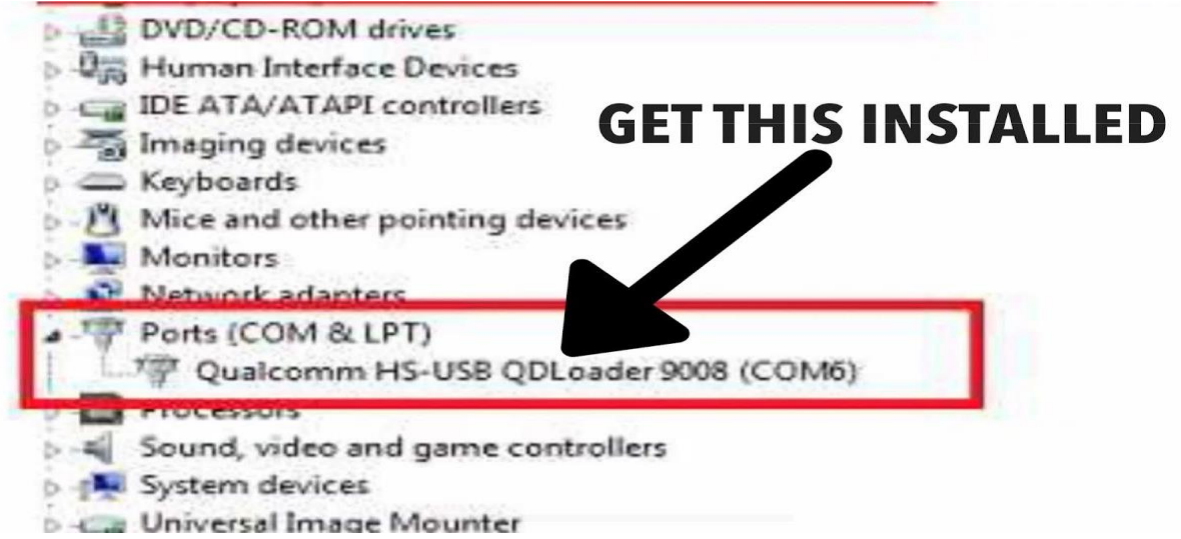 DVD/CD-ROM drives
Human Interface Devices
IDE ATA/ATAPI controllers
GET THIS INSTALLED
Imaging devices
Keyboards
Mice and other pointing devices
Monitors
Network adapters
Ports (COM & LPT)
Qualcomm HS-USB QDLoader 9008 (COM6)
Processors
Sound, video and game controllers
System devices
Universal Image Mounter